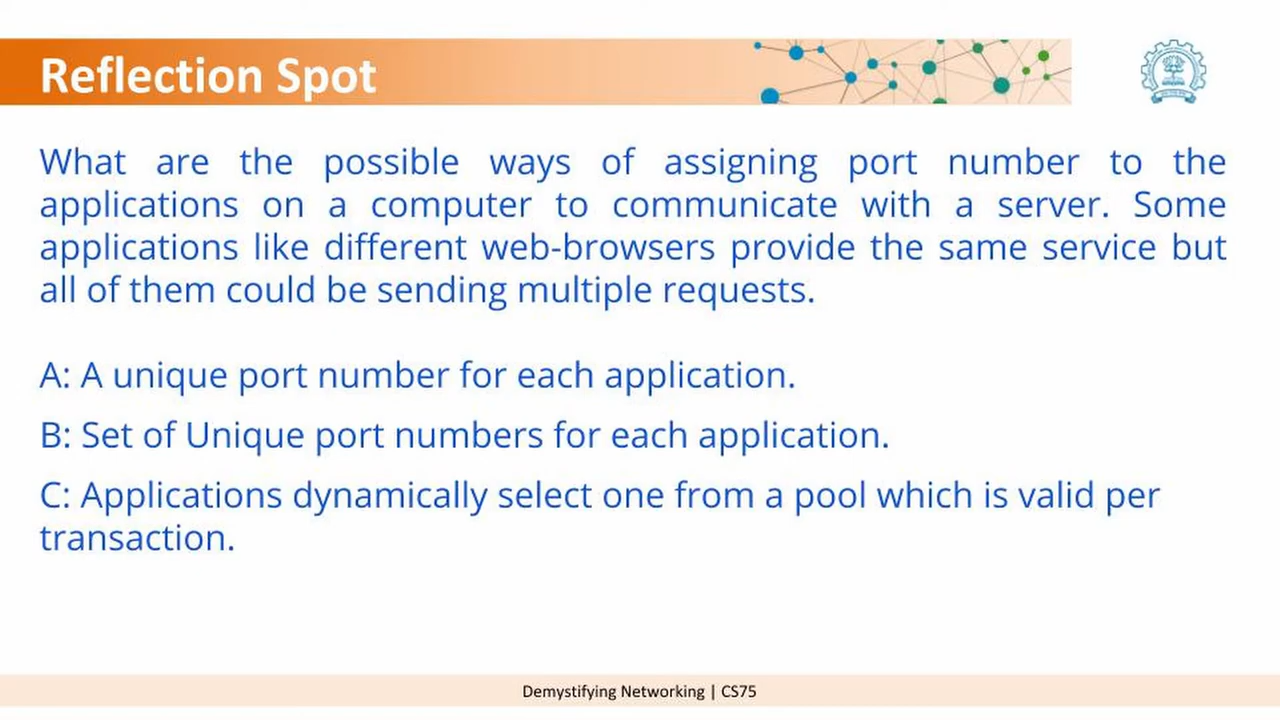 Reflection Spot
What are the possible ways of assigning port number to the
applications on a computer to communicate with a server. Some
applications like different web-browsers provide the same service but
all of them could be sending multiple requests.
A: A unique port number for each application.
B: Set of Unique port numbers for each application.
C: Applications dynamically select one from a pool which is valid per
transaction.
Demystifying Networking | CS75